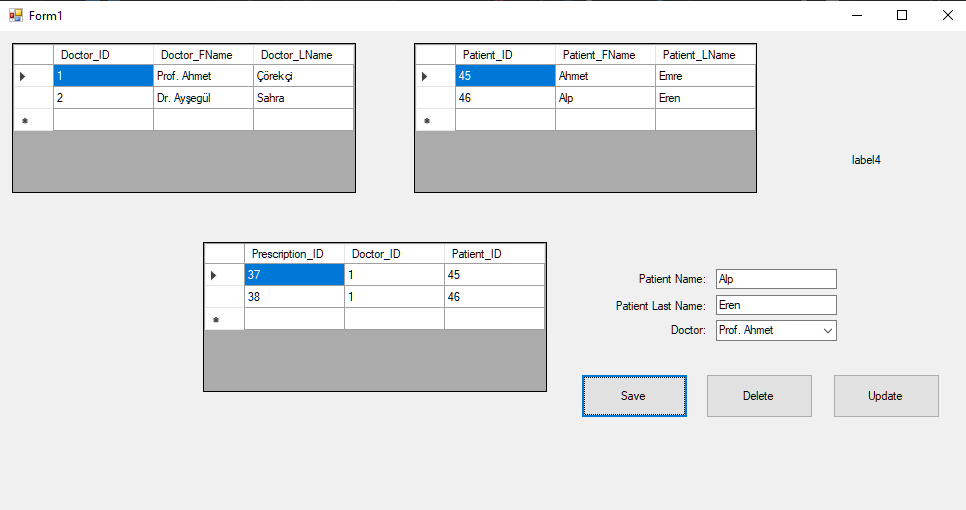 Form1
Doctor_ID Doctor_FName Doctor_LName
1 Prof. Ahmet Çörekçi
2 Dr. Ayşegül Sahra
Patient_ID Patient_FName Patient_LName
45 Ahmet Emre
46 Alp Eren
label4
Prescription_ID Doctor_ID Patient_ID
37 1 45
38 1 46
Patient Name: Alp
Patient Last Name: Eren
Doctor: Prof. Ahmet
Save Delete Update